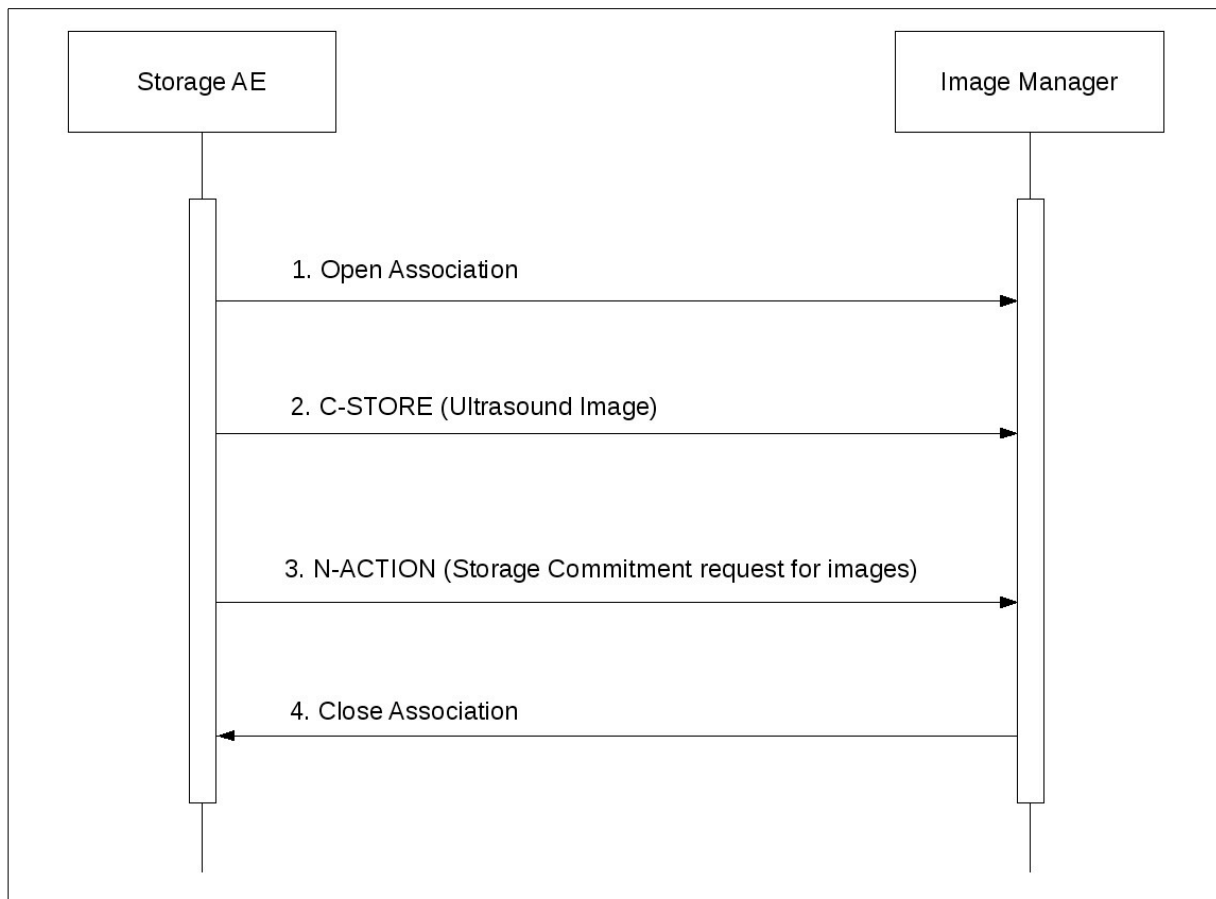 Storage AE
Image Manager
1. Open Association
2. C-STORE (Ultrasound Image)
3. N-ACTION (Storage Commitment request for images)
4. Close Association